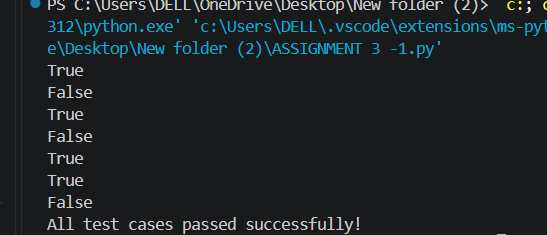 PS C:\Users\DELL\OneDrive\Desktop\New folder (2)> c:; c
312\python.exe' 'c:\Users\DELL\.vscode\extensions\ms-pyt
e\Desktop\New folder (2)\ASSIGNMENT 3 -1.py'
True
False
True
False
True
True
False
All test cases passed successfully!